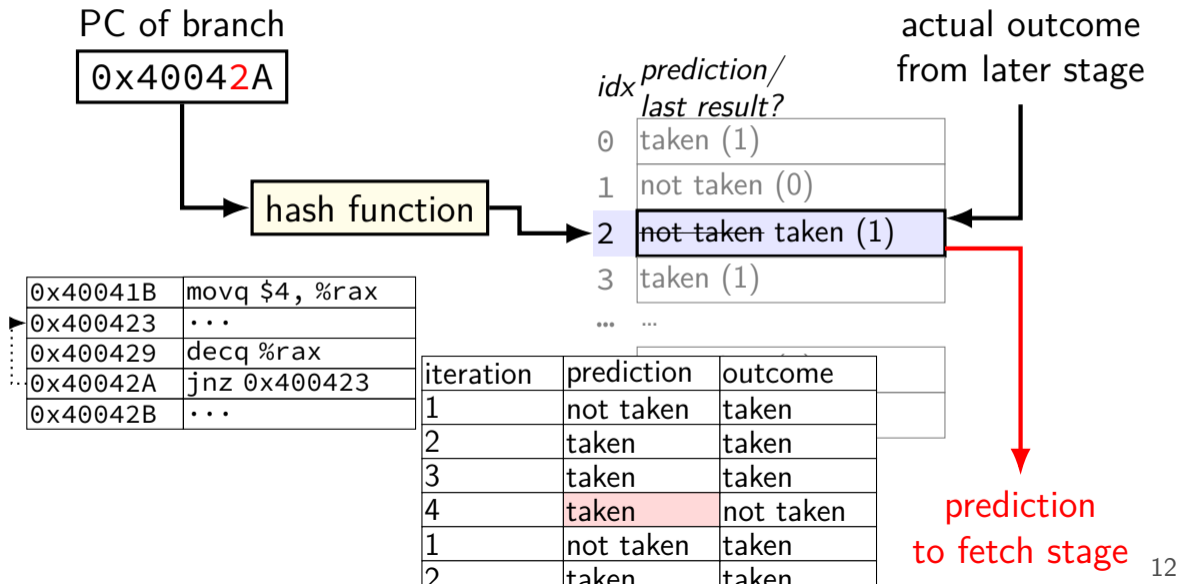 PC of branch
0x40042A
hash function
idx
prediction/
last result?
0 taken (1)
1 not taken (0)
2 not taken taken (1)
3 taken (1)
... ...
actual outcome
from later stage
0x40041B movq $4, %rax
0x400423 ···
0x400429 decq %rax
0x40042A jnz 0x400423
0x40042B ···
iteration prediction outcome
1 not taken taken
2 taken taken
3 taken taken
4 taken not taken
1 not taken taken
2 taken taken
prediction
to fetch stage
12